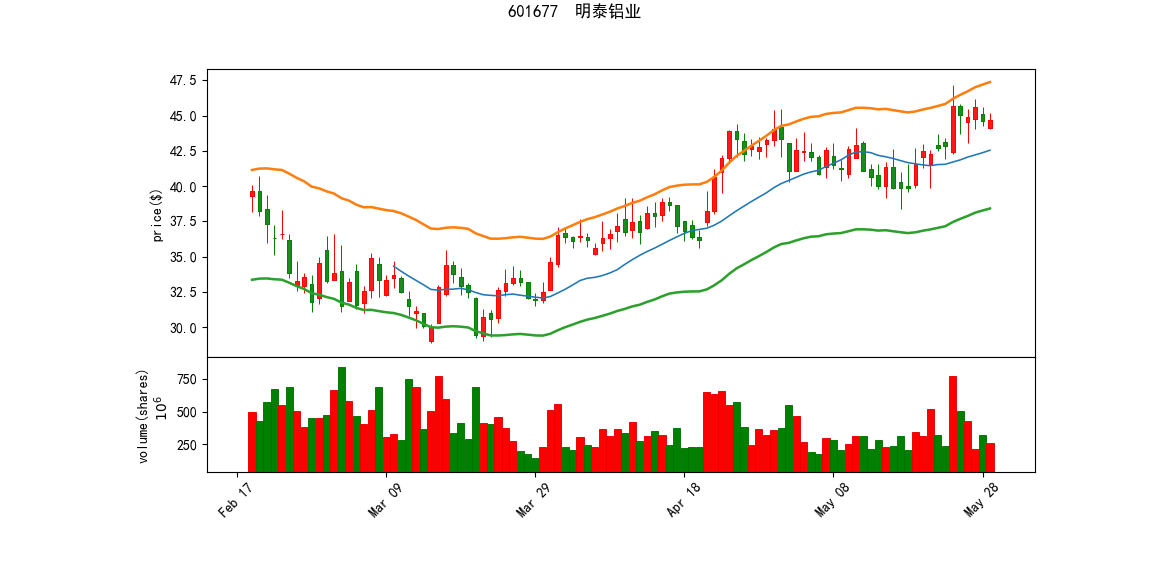 601677 明泰铝业
price($)
47.5
45.0
42.5
40.0
37.5
35.0
32.5
30.0
volume(shares)
10^6
750
500
250
Feb 17
Mar 09
Mar 29
Apr 18
May 08
May 28